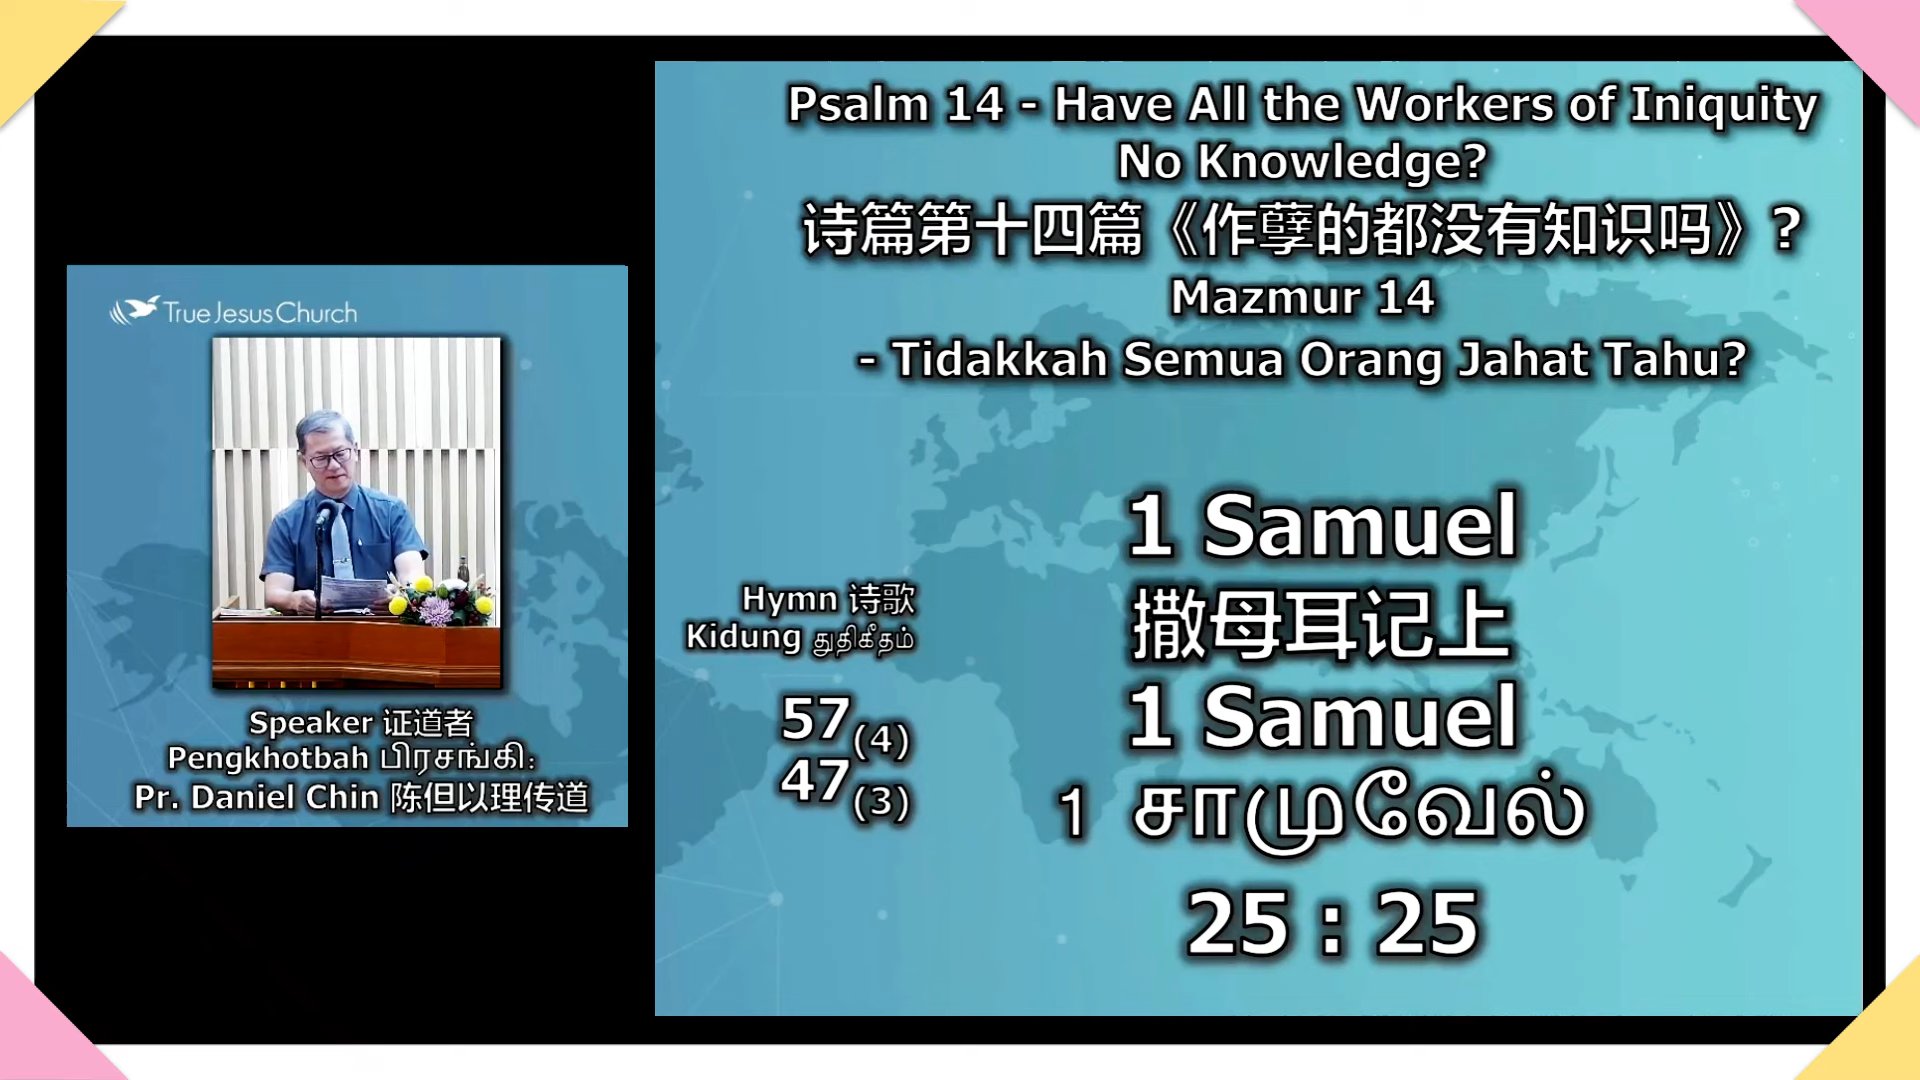 True Jesus Church
Speaker 证道者
Pengkhotbah பிரசங்கி:
Pr. Daniel Chin 陈但以理传道
Psalm 14 - Have All the Workers of Iniquity
No Knowledge?
诗篇第十四篇《作孽的都没有知识吗》?
Mazmur 14
- Tidakkah Semua Orang Jahat Tahu?
Hymn 诗歌
Kidung துதிகீதம்
57(4)
47(3)
1 Samuel
撒母耳记上
1 Samuel
1 சாமுவேல்
25 : 25